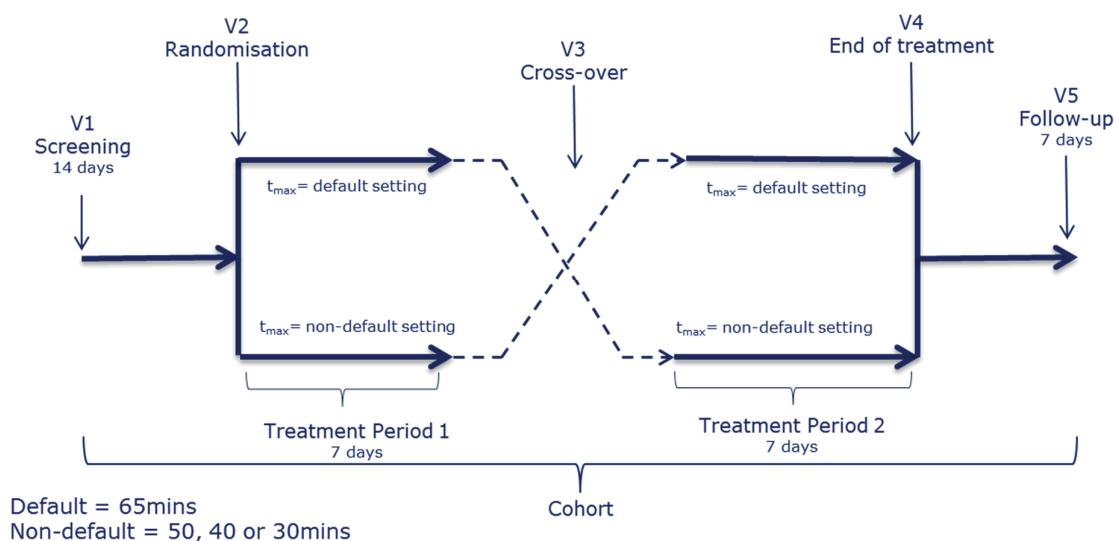 V1
Screening
14 days
V2
Randomisation
V3
Cross-over
V4
End of treatment
V5
Follow-up
7 days
tmax= default setting
tmax= default setting
tmax= non-default setting
tmax= non-default setting
Treatment Period 1
7 days
Treatment Period 2
7 days
Cohort
Default = 65mins
Non-default = 50, 40 or 30mins